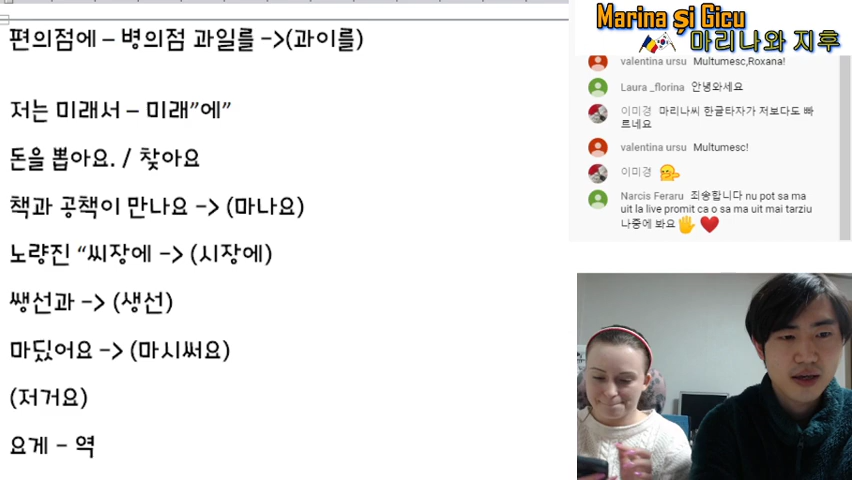 편의점에 – 병의점 과일를 ->(과이를)
저는 미래서 – 미래"에"
돈을 뽑아요. / 찾아요
책과 공책이 만나요 -> (마나요)
노량진 "씨장에 -> (시장에)
쌩선과 -> (생선)
마딨어요 -> (마시써요)
(저거요)
요게 – 역
Marina și Gicu
마리나와 지후
valentina ursu Multumesc,Roxana!
Laura _florina 안녕와세요
이미경 마리나씨 한글타자가 저보다도 빠
르네요
valentina ursu Multumesc!
이미경
Narcis Feraru 죄송합니다 nu pot sa ma
uit la live promit ca o sa ma uit mai tarziu
나중에 봐요